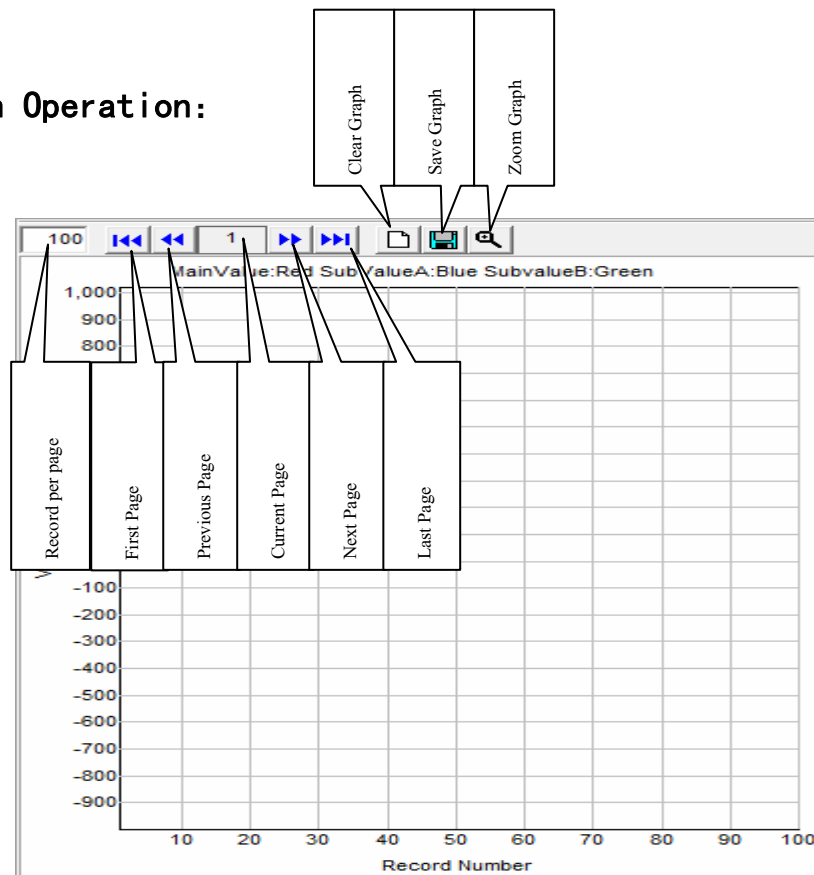 Clear Graph
Save Graph
Zoom Graph
Operation:
100
1
MainValue:Red SubValueA:Blue SubvalueB:Green
1,000
900
800
Record per page
First Page
Previous Page
Current Page
Next Page
Last Page
-100
-200
-300
-400
-500
-600
-700
-800
-900
10 20 30 40 50 60 70 80 90 100
Record Number